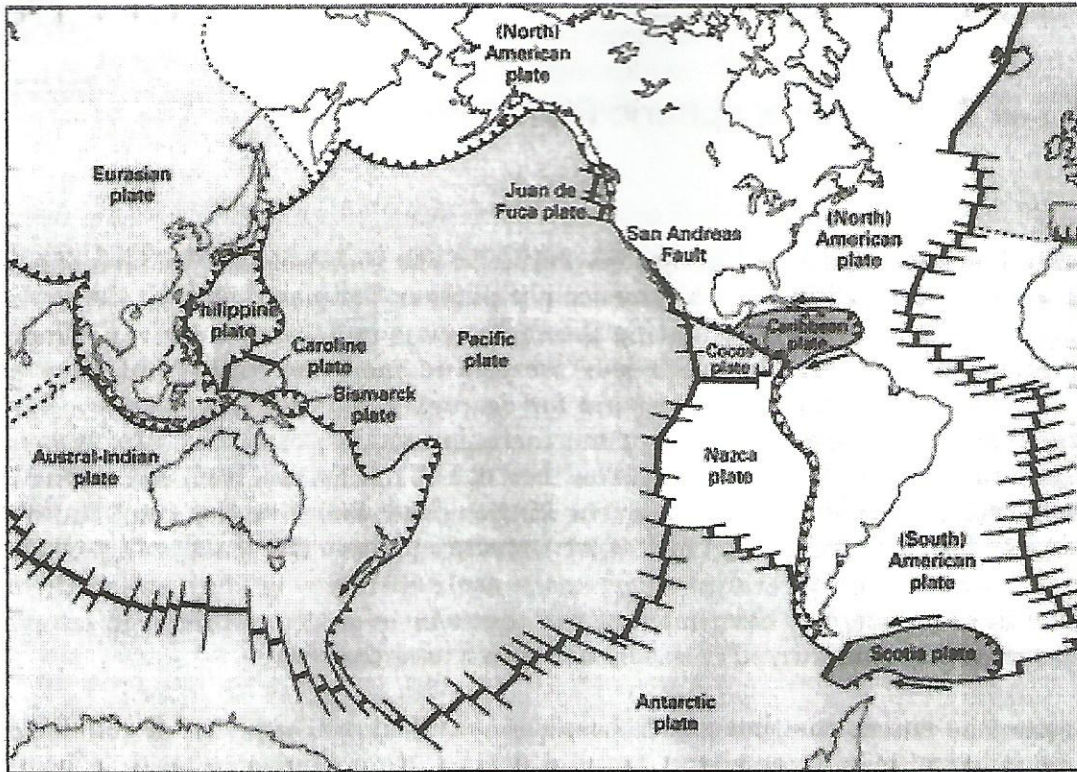 (North)
American
plate
Eurasian
plate
Juan de
Fuca plate
San Andreas
Fault
(North)
American
plate
Philippine
plate
Caroline
plate
Bismarck
plate
Pacific
plate
Cocos
plate
Caribbean
plate
Austral-Indian
plate
Nazca
plate
(South)
American
plate
Scotia plate
Antarctic
plate